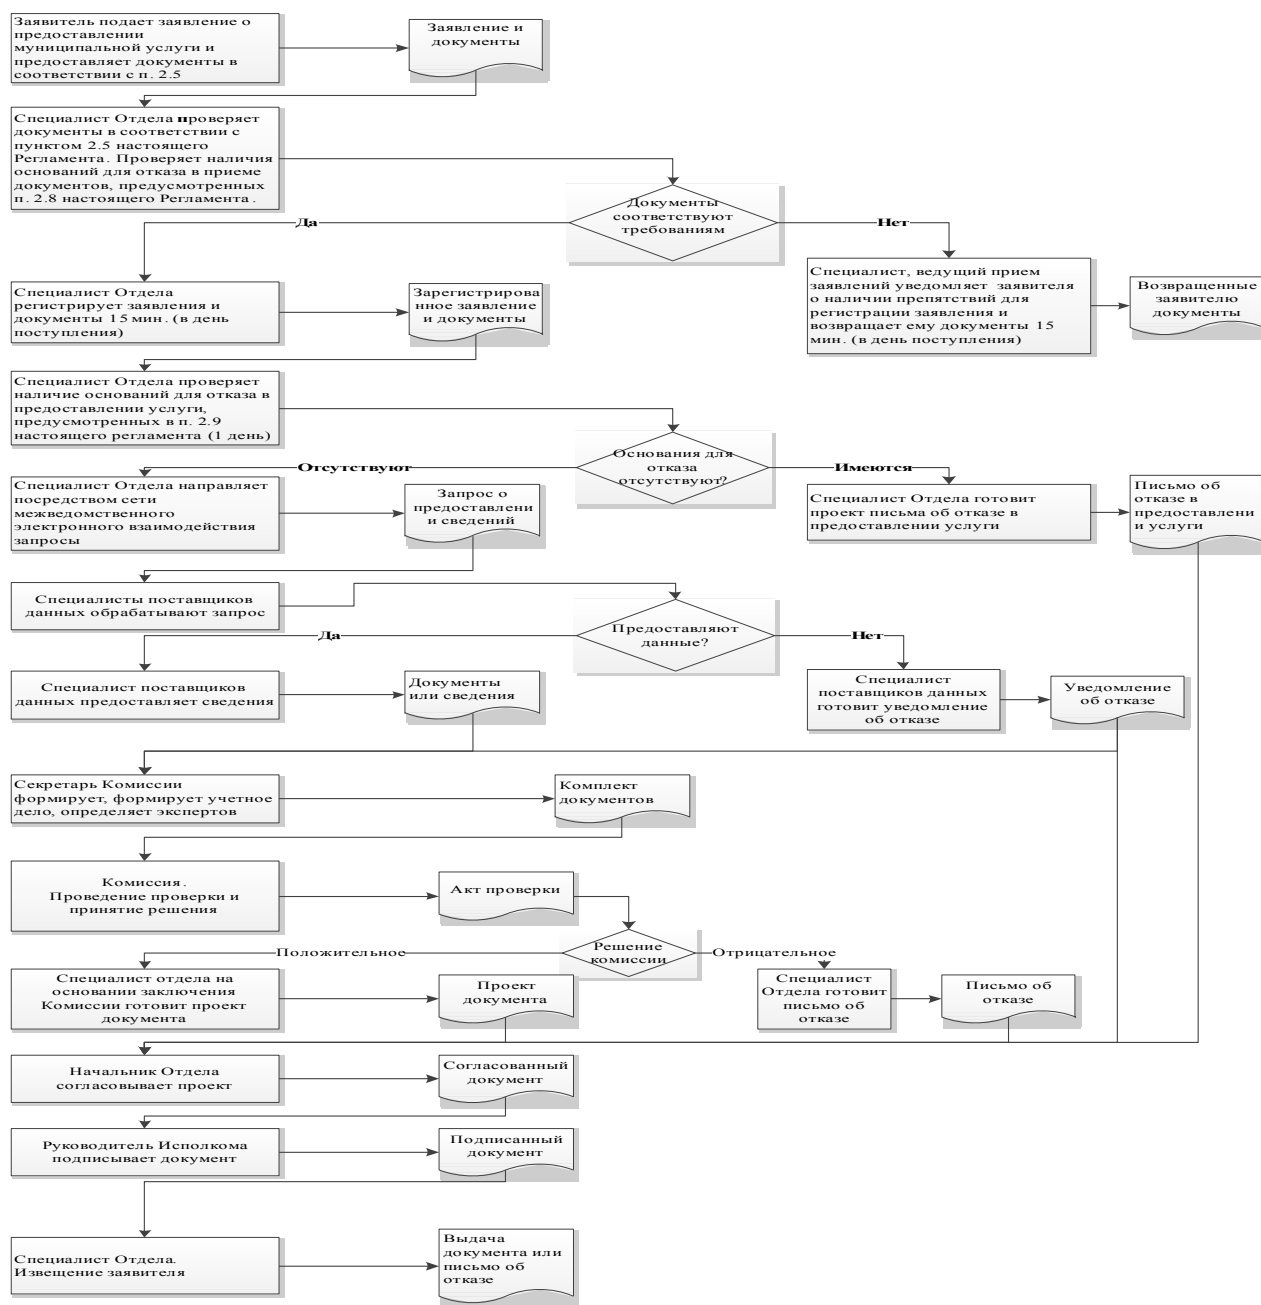 Заявитель подает заявление о
предоставлении
муниципальной услуги и
предоставляет документы в
соответствии с п. 2.5
Заявление и
документы
Специалист Отдела проверяет
документы в соответствии с
пунктом 2.5 настоящего
Регламента. Проверяет наличия
оснований для отказа в приеме
документов, предусмотренных
п. 2.8 настоящего Регламента.
Документы
соответствуют
требованиям
Да
Нет
Специалист Отдела
регистрирует заявления и
документы 15 мин. (в день
поступления)
Зарегистрирова
нное заявление
и документы
Специалист, ведущий прием
заявлений уведомляет заявителя
о наличии препятствий для
регистрации заявления и
возвращает ему документы 15
мин. (в день поступления)
Возвращенные
заявителю
документы
Специалист Отдела проверяет
наличие оснований для отказа в
предоставлении услуги,
предусмотренных в п. 2.9
настоящего регламента (1 день)
Основания для
отказа
отсутствуют?
Отсутствуют
Имеются
Специалист Отдела направляет
посредством сети
межведомственного
электронного взаимодействия
запросы
Запрос о
предоставлени
и сведений
Специалист Отдела готовит
проект письма об отказе в
предоставлении услуги
Письмо об
отказе в
предоставлени
и услуги
Специалисты поставщиков
данных обрабатывают запрос
Предоставляют
данные?
Да
Нет
Специалист поставщиков
данных предоставляет сведения
Документы
или сведения
Специалист
поставщиков данных
готовит уведомление
об отказе
Уведомление
об отказе
Секретарь Комиссии
формирует, формирует учетное
дело, определяет экспертов
Комплект
документов
Комиссия.
Проведение проверки и
принятие решения
Акт проверки
Решение
комиссии
Положительное
Отрицательное
Специалист отдела на
основании заключения
Комиссии готовит проект
документа
Проект
документа
Специалист
Отдела готовит
письмо об
отказе
Письмо об
отказе
Начальник Отдела
согласовывает проект
Согласованный
документ
Руководитель Исполкома
подписывает документ
Подписанный
документ
Специалист Отдела.
Извещение заявителя
Выдача
документа или
письмо об
отказе